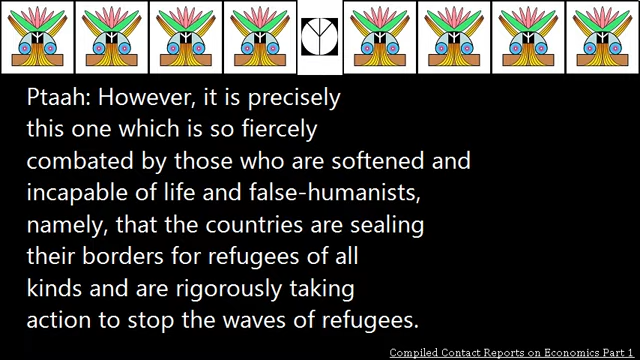 Ptaah: However, it is precisely
this one which is so fiercely
combated by those who are softened and
incapable of life and false-humanists,
namely, that the countries are sealing
their borders for refugees of all
kinds and are rigorously taking
action to stop the waves of refugees.
Compiled Contact Reports on Economics Part 1